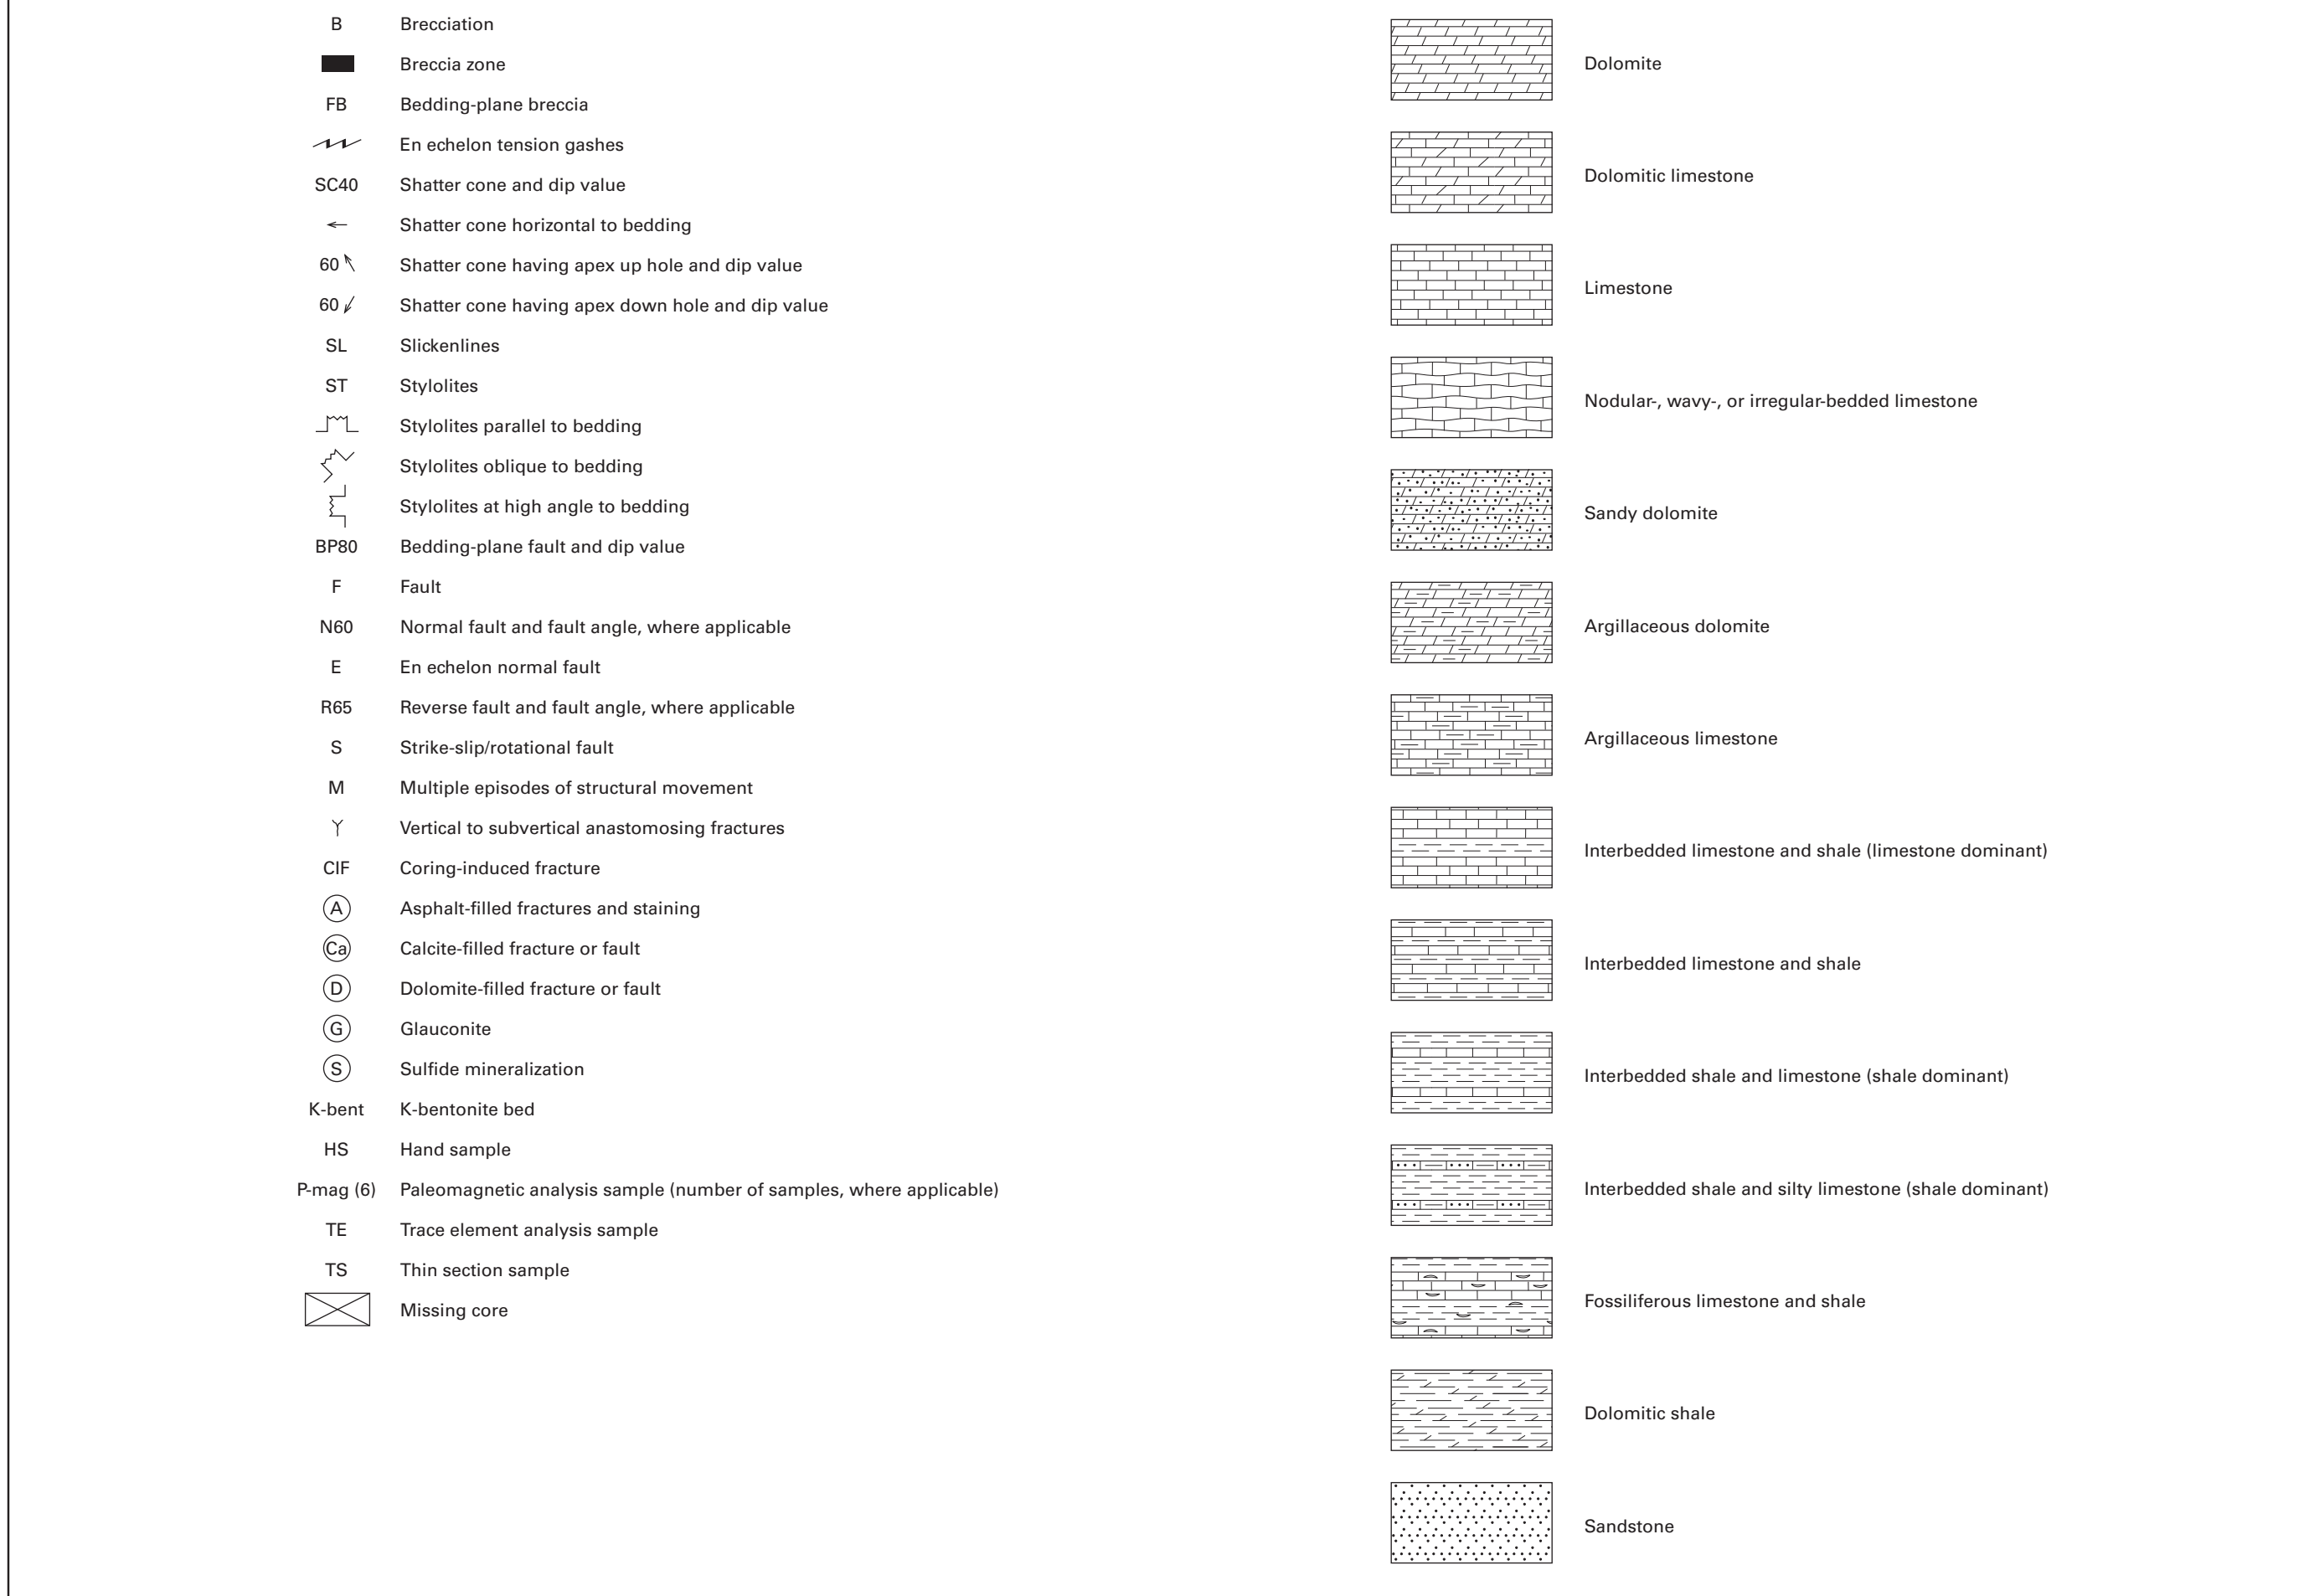 B Brecciation
Breccia zone
FB Bedding-plane breccia
En echelon tension gashes
SC40 Shatter cone and dip value
Shatter cone horizontal to bedding
60 Shatter cone having apex up hole and dip value
60 Shatter cone having apex down hole and dip value
SL Slickenlines
ST Stylolites
Stylolites parallel to bedding
Stylolites oblique to bedding
Stylolites at high angle to bedding
BP80 Bedding-plane fault and dip value
F Fault
N60 Normal fault and fault angle, where applicable
E En echelon normal fault
R65 Reverse fault and fault angle, where applicable
S Strike-slip/rotational fault
M Multiple episodes of structural movement
Vertical to subvertical anastomosing fractures
CIF Coring-induced fracture
A Asphalt-filled fractures and staining
Ca Calcite-filled fracture or fault
D Dolomite-filled fracture or fault
G Glauconite
S Sulfide mineralization
K-bent K-bentonite bed
HS Hand sample
P-mag (6) Paleomagnetic analysis sample (number of samples, where applicable)
TE Trace element analysis sample
TS Thin section sample
Missing core
Dolomite
Dolomitic limestone
Limestone
Nodular-, wavy-, or irregular-bedded limestone
Sandy dolomite
Argillaceous dolomite
Argillaceous limestone
Interbedded limestone and shale (limestone dominant)
Interbedded limestone and shale
Interbedded shale and limestone (shale dominant)
Interbedded shale and silty limestone (shale dominant)
Fossiliferous limestone and shale
Dolomitic shale
Sandstone